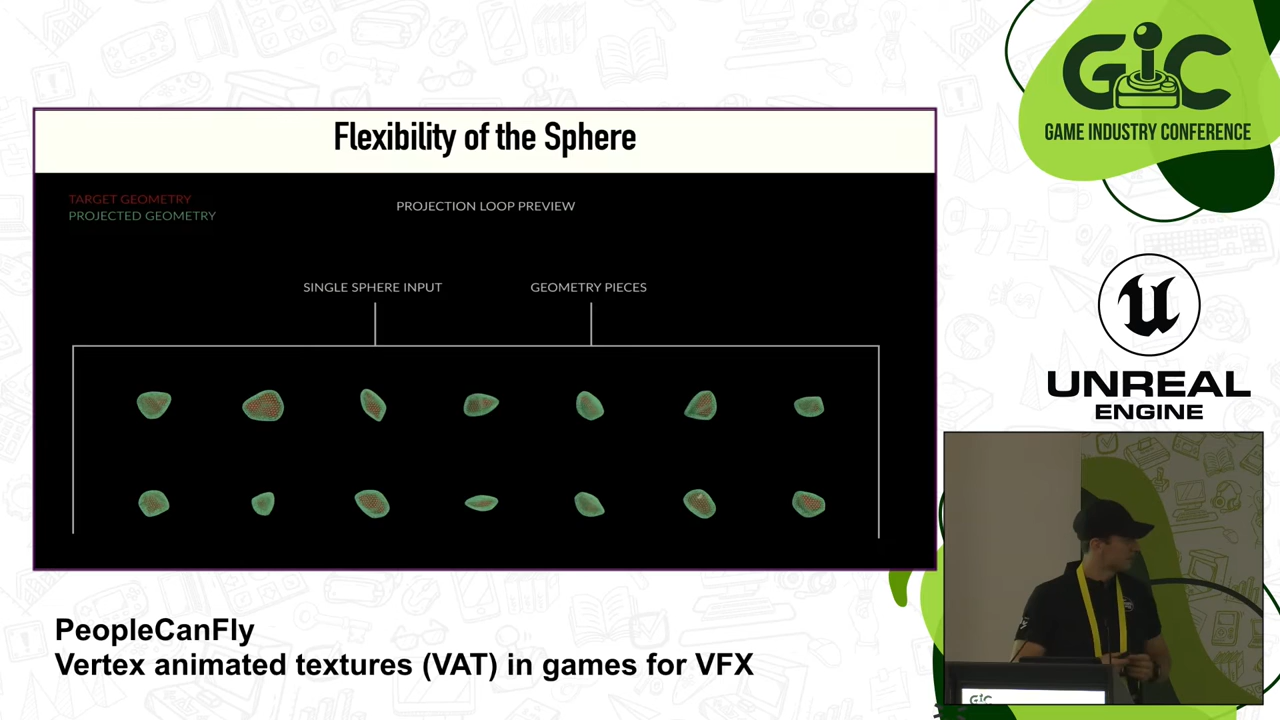 Flexibility of the Sphere
TARGET GEOMETRY
PROJECTED GEOMETRY
PROJECTION LOOP PREVIEW
SINGLE SPHERE INPUT
GEOMETRY PIECES
GIC
GAME INDUSTRY CONFERENCE
UNREAL
ENGINE
GIC
PeopleCanFly
Vertex animated textures (VAT) in games for VFX